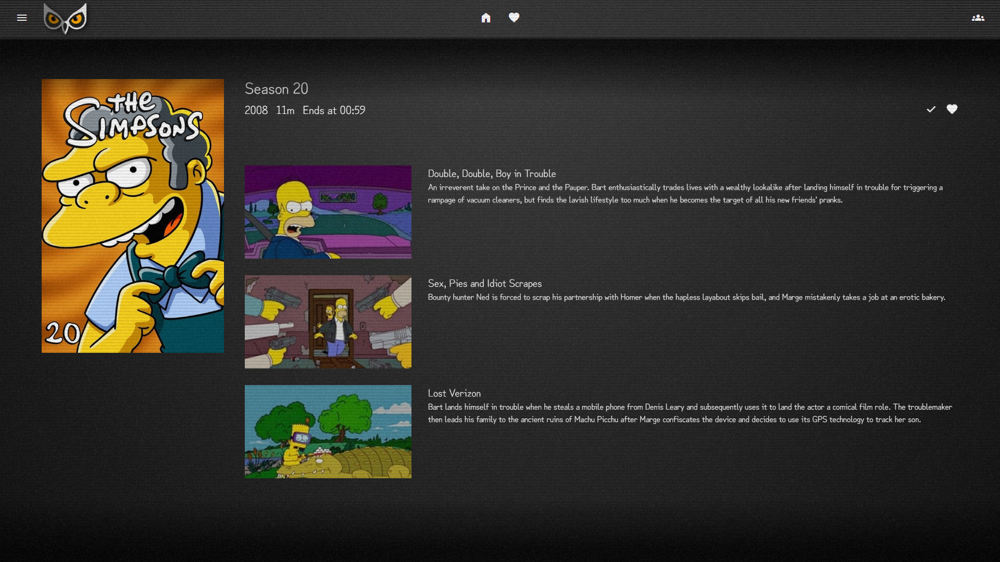 THE
SIMPSONS
20
Season 20
2008 11m Ends at 00:59
Double, Double, Boy in Trouble
An irreverent take on the Prince and the Pauper. Bart enthusiastically trades lives with a wealthy lookalike after landing himself in trouble for triggering a
rampage of vacuum cleaners, but finds the lavish lifestyle too much when he becomes the target of all his new friends' pranks.
Sex, Pies and Idiot Scrapes
Bounty hunter Ned is forced to scrap his partnership with Homer when the hapless layabout skips bail, and Marge mistakenly takes a job at an erotic bakery.
Lost Verizon
Bart lands himself in trouble when he steals a mobile phone from Denis Leary and subsequently uses it to land the actor a comical film role. The troublemaker
then leads his family to the ancient ruins of Machu Picchu after Marge confiscates the device and decides to use its GPS technology to track her son.